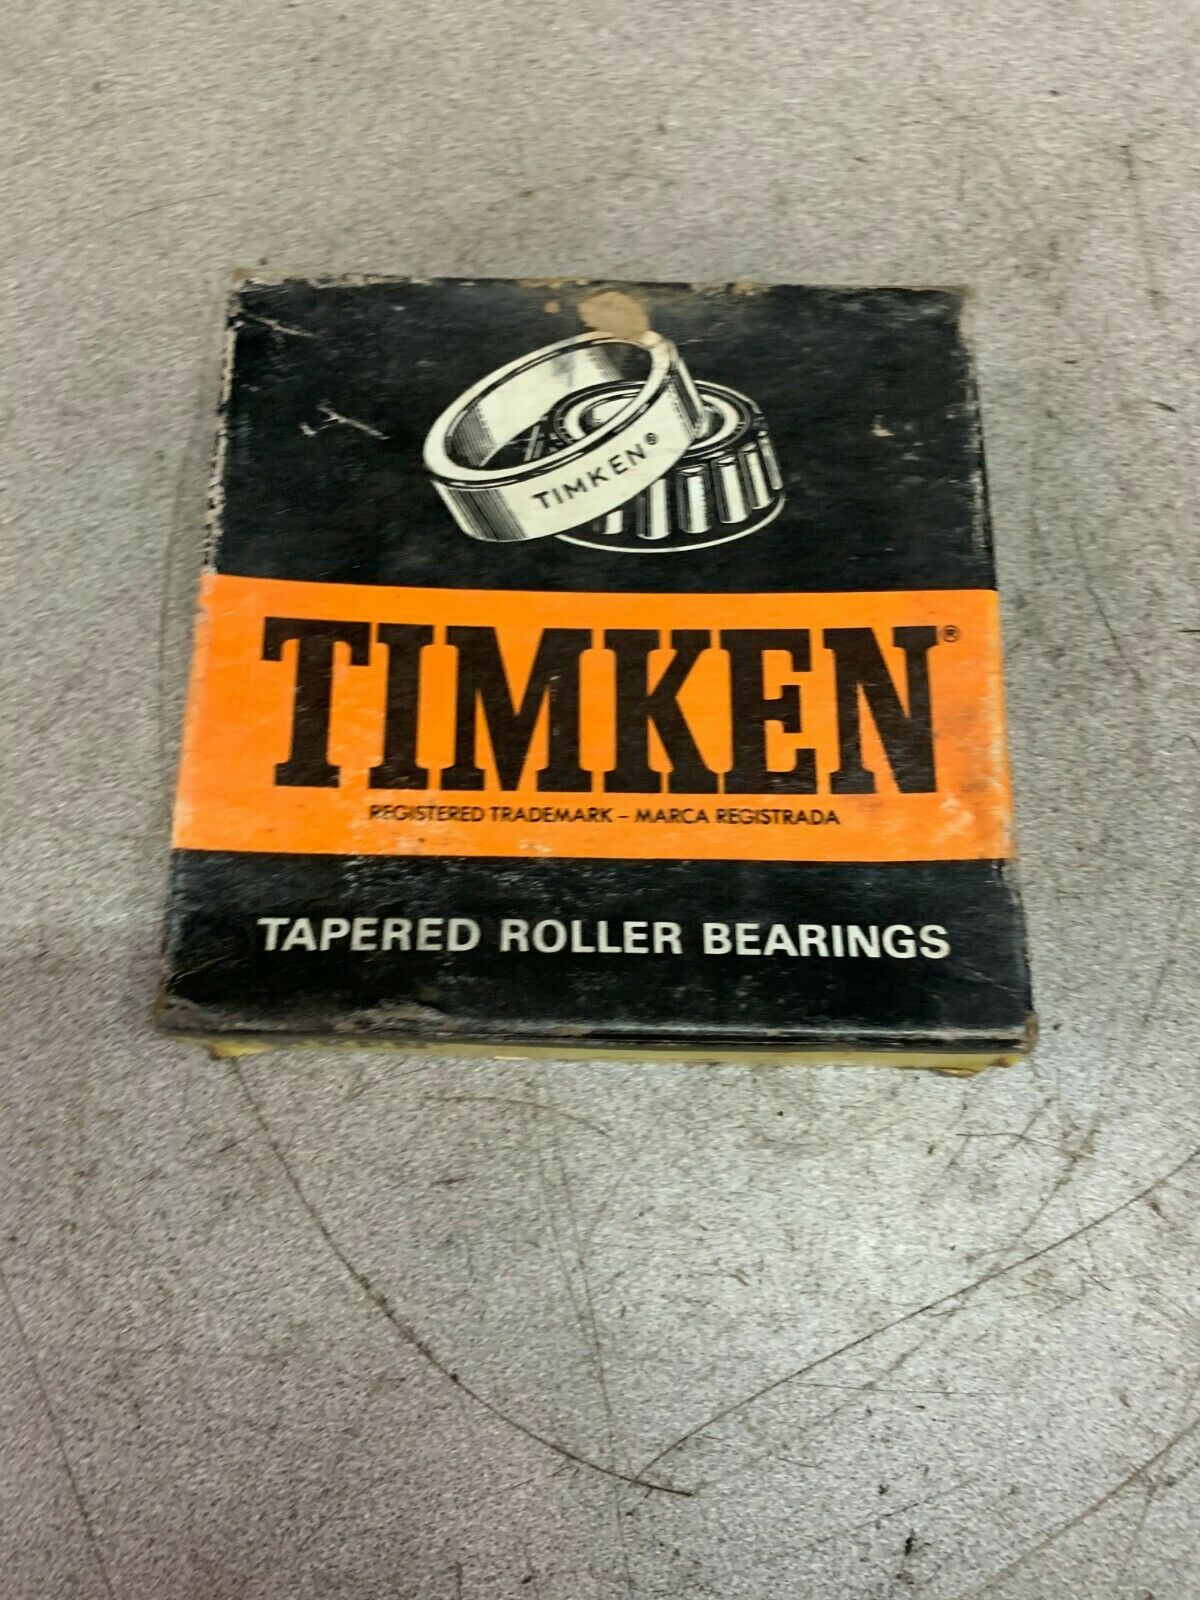 TIMKEN®
TIMKEN®
REGISTERED TRADEMARK – MARCA REGISTRADA
TAPERED ROLLER BEARINGS